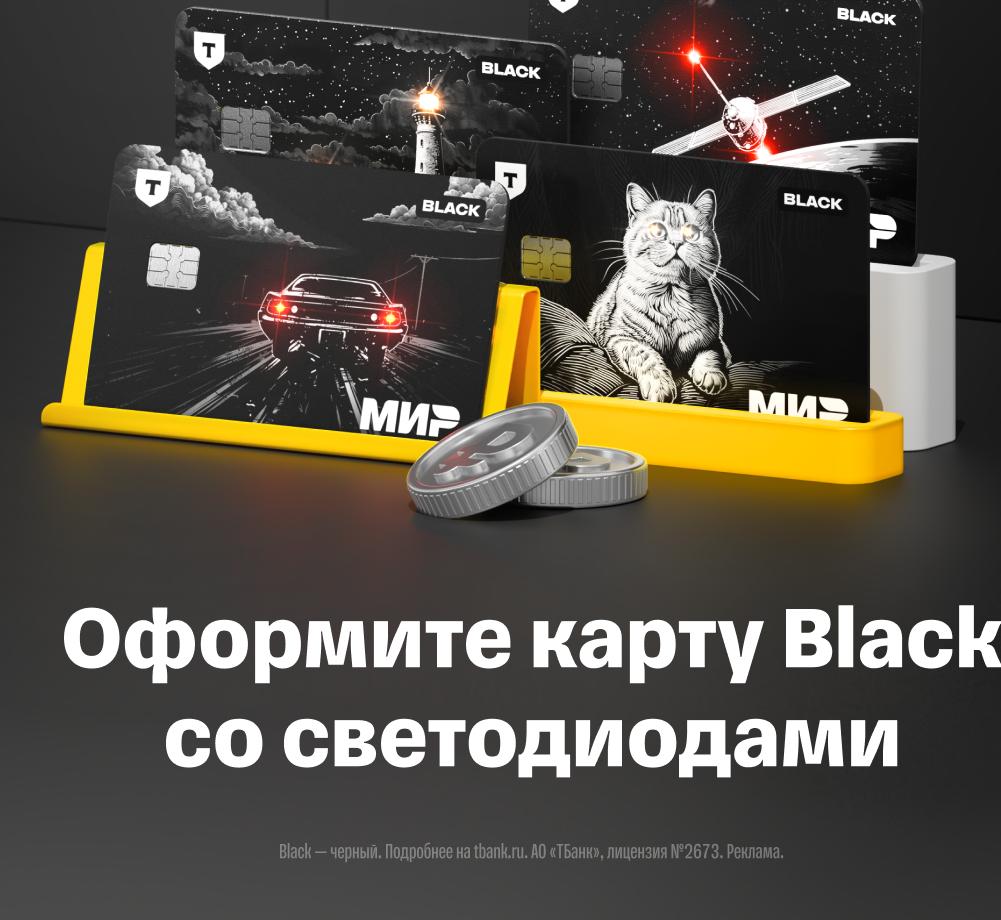 BLACK
T
BLACK
T
BLACK
T
BLACK
МИР
МИР
Оформите карту Black
со светодиодами
Black — черный. Подробнее на tbank.ru. АО «ТБанк», лицензия №2673. Реклама.